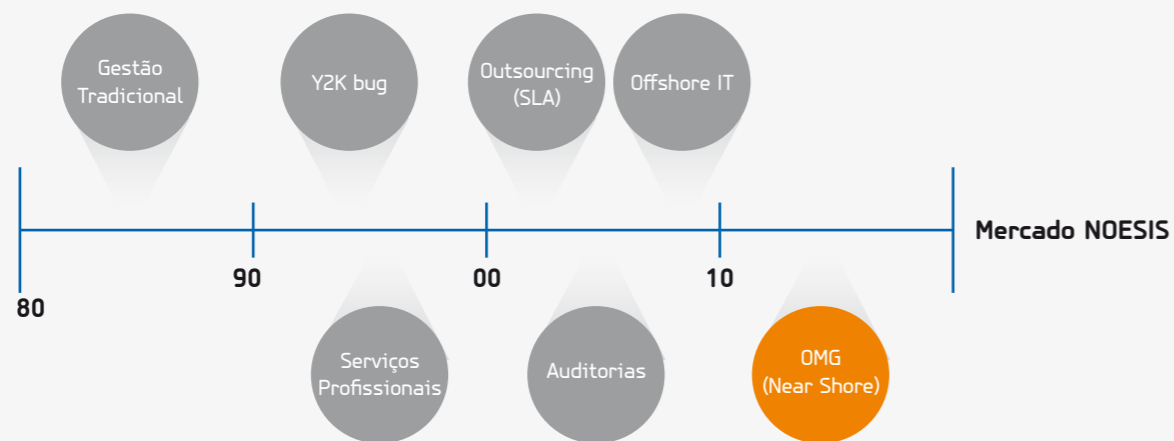 Gestão
Tradicional
Y2K bug
Outsourcing
(SLA)
Offshore IT
Mercado NOESIS
80
90
00
10
Serviços
Profissionais
Auditorias
OMG
(Near Shore)